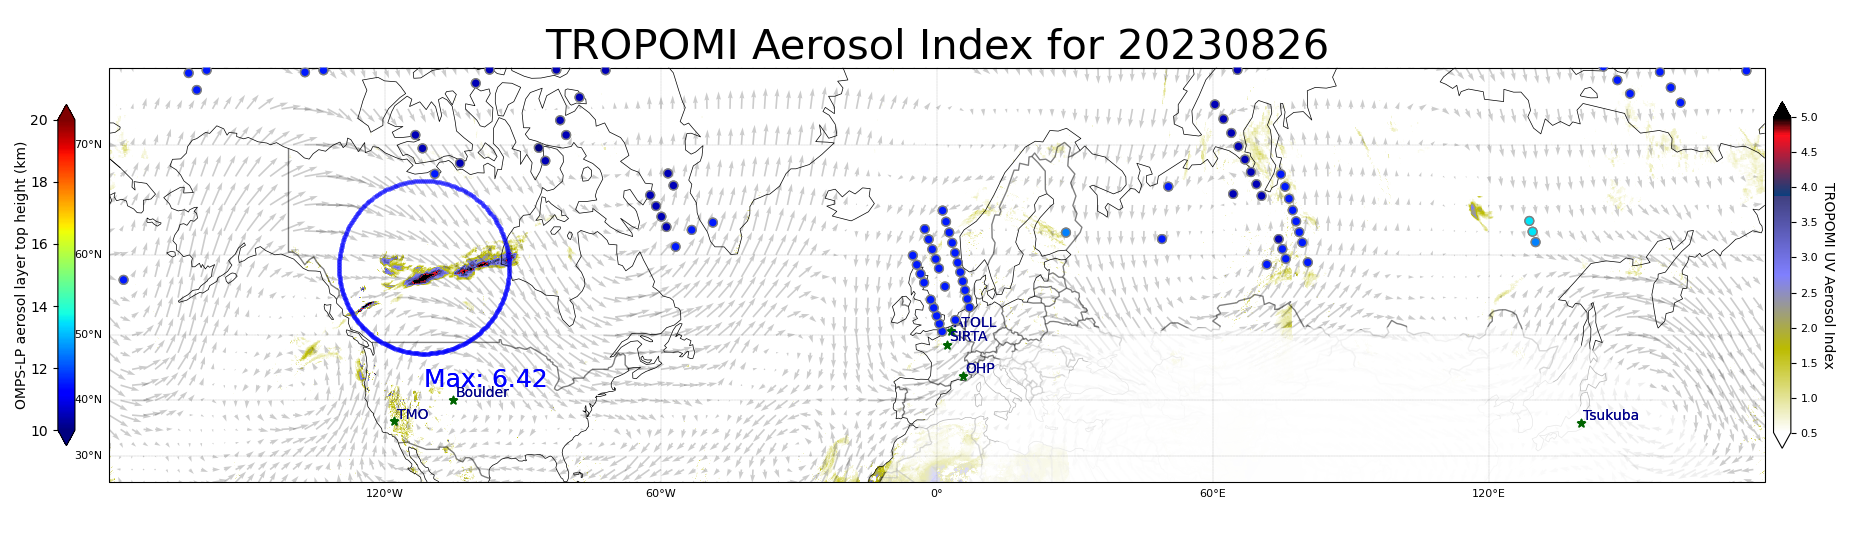 TROPOMI Aerosol Index for 20230826
OMPS-LP aerosol layer top height (km)
20
18
16
14
12
10
70°N
60°N
50°N
40°N
30°N
120°W
60°W
0°
60°E
120°E
Max: 6.42
Boulder
TMO
ATOLL
SIRTA
OHP
Tsukuba
5.0
4.5
4.0
3.5
3.0
2.5
2.0
1.5
1.0
0.5
TROPOMI UV Aerosol Index